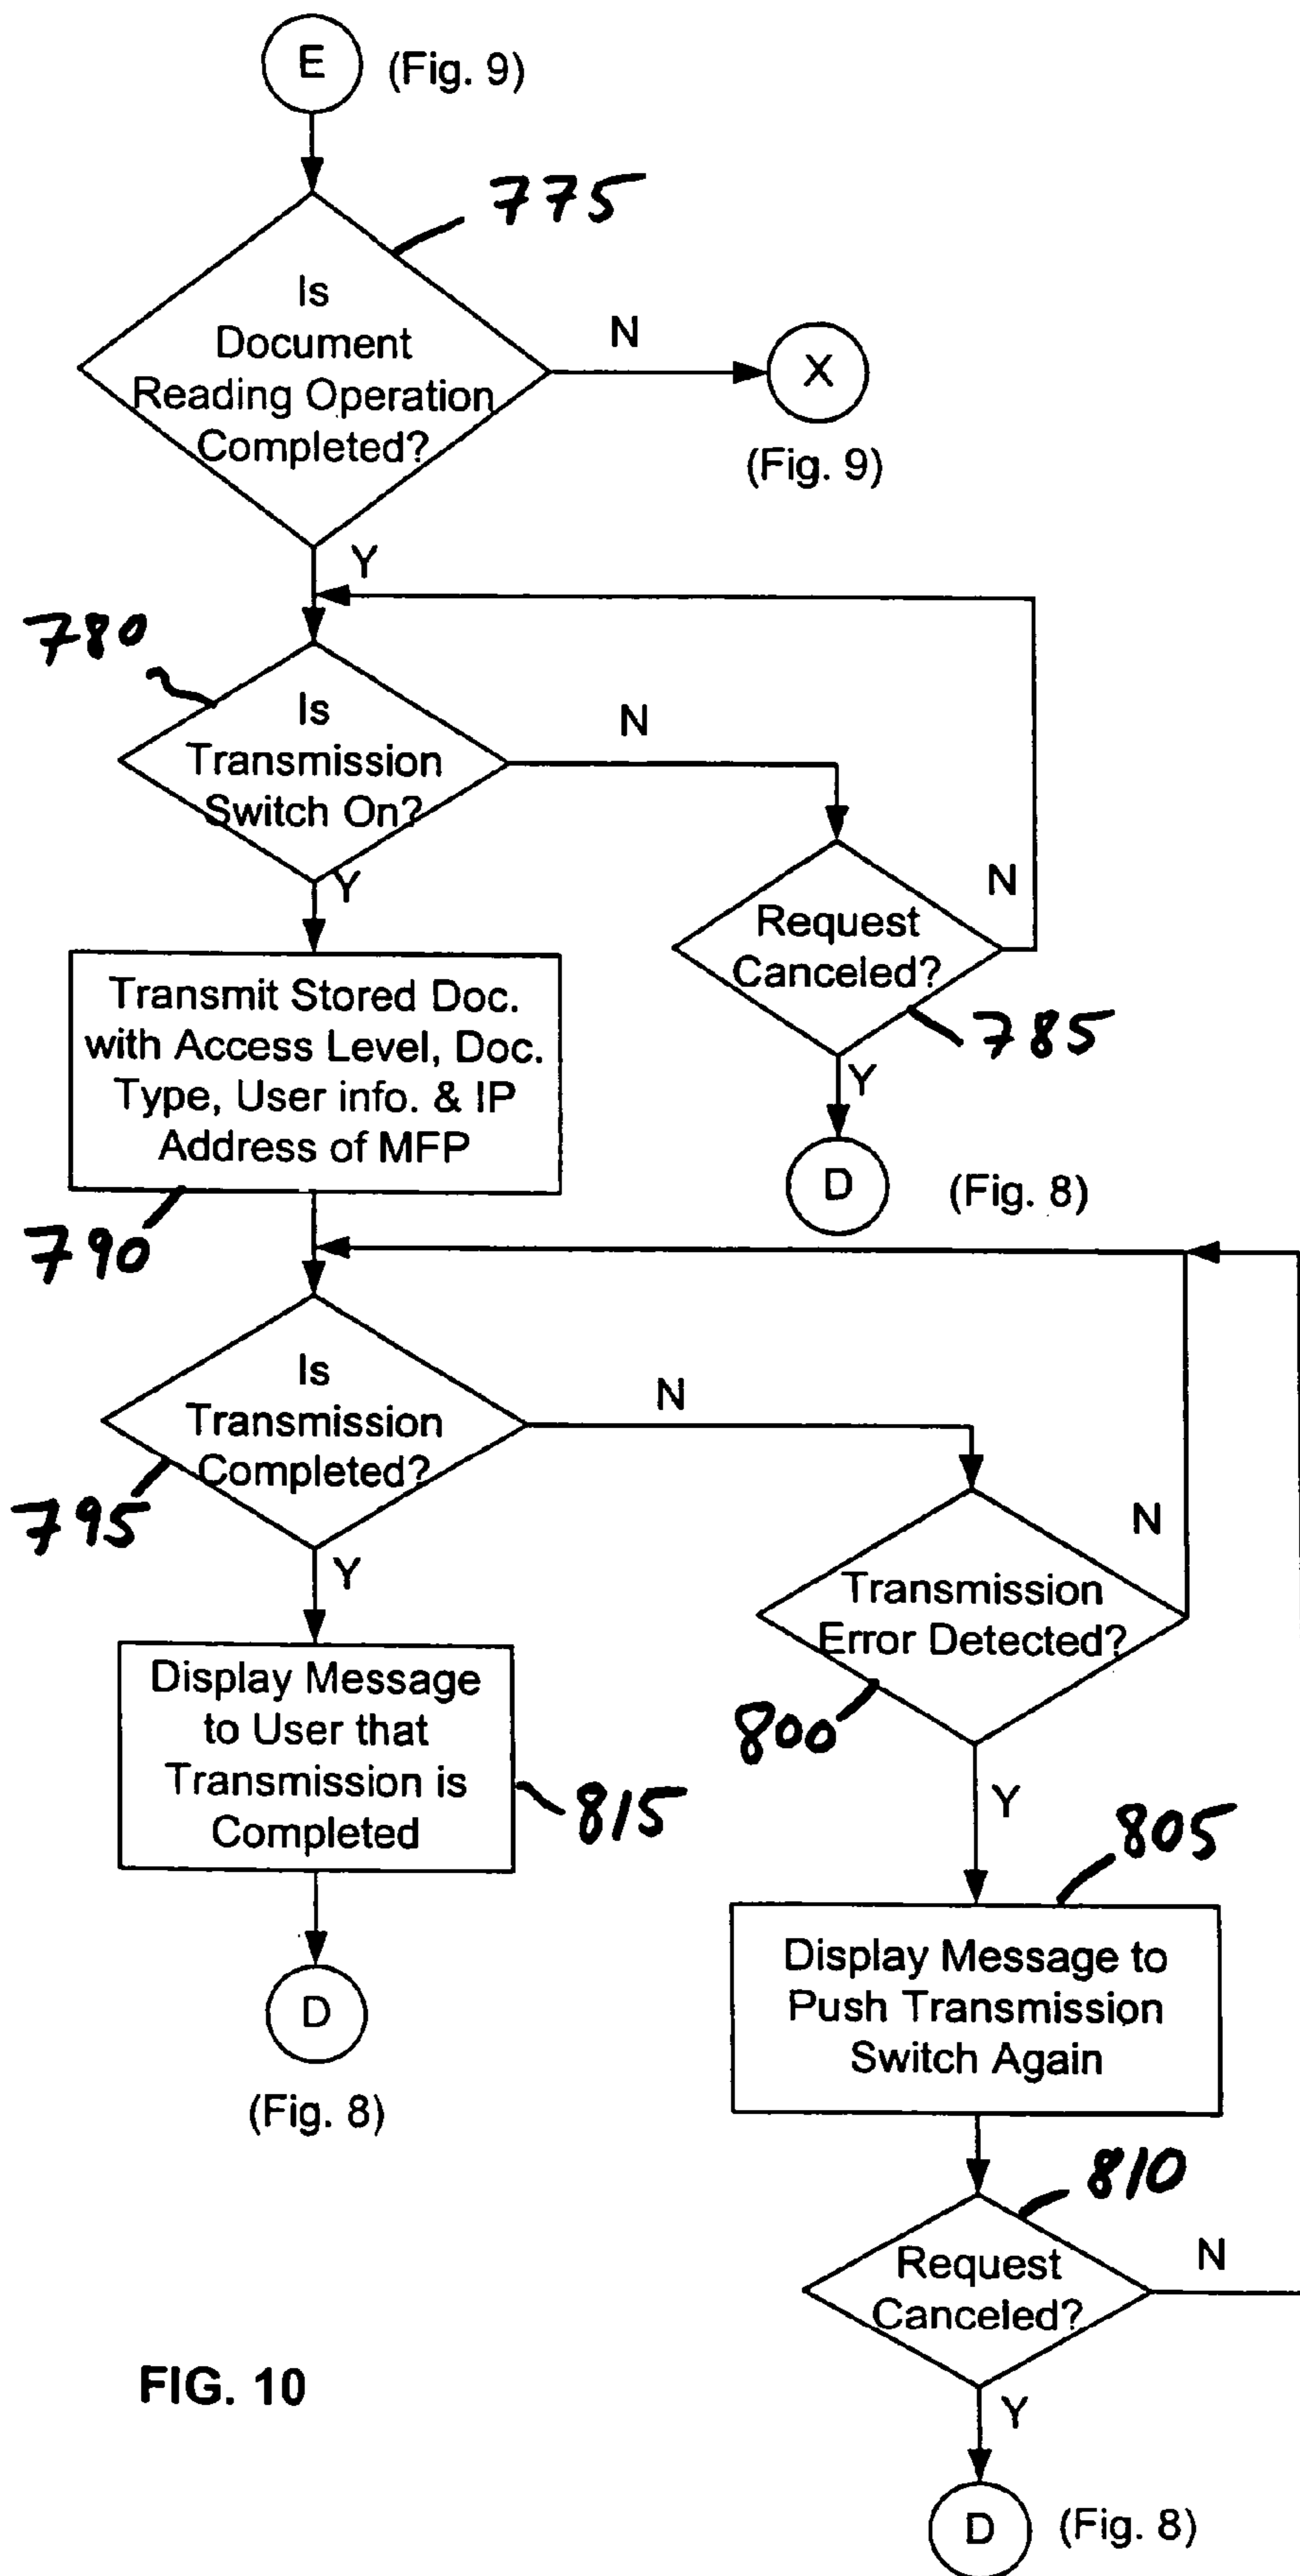 E
(Fig. 9)
775
Is
Document
Reading Operation
Completed?
N
X
(Fig. 9)
Y
780
Is
Transmission
Switch On?
N
Y
Request
Canceled?
N
785
Y
D
(Fig. 8)
Transmit Stored Doc.
with Access Level, Doc.
Type, User info. & IP
Address of MFP
790
Is
Transmission
Completed?
N
795
Y
Transmission
Error Detected?
N
800
Y
Display Message
to User that
Transmission is
Completed
815
D
(Fig. 8)
805
Display Message to
Push Transmission
Switch Again
810
Request
Canceled?
N
Y
D
(Fig. 8)
FIG. 10